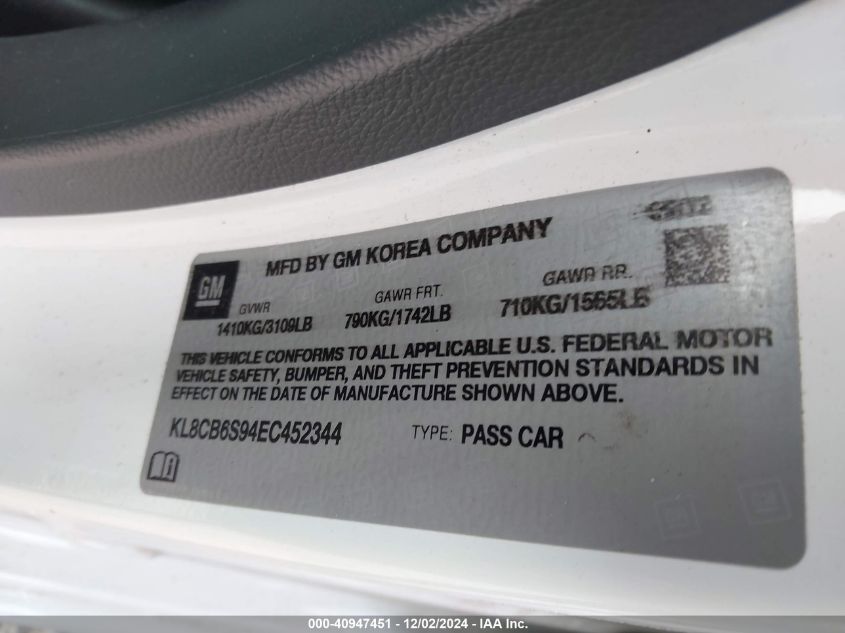 MFD BY GM KOREA COMPANY
GM
GVWR GAWR FRT. GAWR RR.
1410KG/3109LB 790KG/1742LB 710KG/1565LB
THIS VEHICLE CONFORMS TO ALL APPLICABLE U.S. FEDERAL MOTOR
VEHICLE SAFETY, BUMPER, AND THEFT PREVENTION STANDARDS IN
EFFECT ON THE DATE OF MANUFACTURE SHOWN ABOVE.
KL8CB6S94EC452344 TYPE: PASS CAR
000-40947451 - 12/02/2024 - IAA Inc.